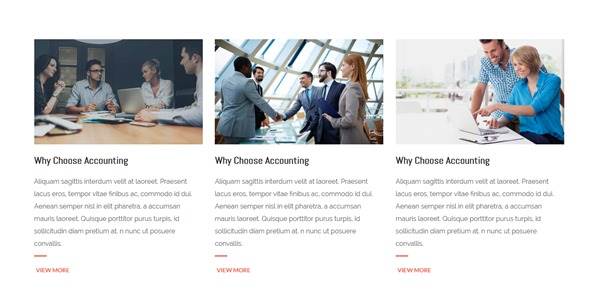 Why Choose Accounting
Aliquam sagittis interdum velit at laoreet. Praesent
lacus eros, tempor vitae finibus ac, commodo id dui.
Aenean semper nisl in elit pharetra, a accumsan
mauris laoreet. Quisque porttitor purus turpis, id
sollicitudin diam pretium at. n nunc ut posuere
convallis.
VIEW MORE
Why Choose Accounting
Aliquam sagittis interdum velit at laoreet. Praesent
lacus eros, tempor vitae finibus ac, commodo id dui.
Aenean semper nisl in elit pharetra, a accumsan
mauris laoreet. Quisque porttitor purus turpis, id
sollicitudin diam pretium at. n nunc ut posuere
convallis.
VIEW MORE
Why Choose Accounting
Aliquam sagittis interdum velit at laoreet. Praesent
lacus eros, tempor vitae finibus ac, commodo id dui.
Aenean semper nisl in elit pharetra, a accumsan
mauris laoreet. Quisque porttitor purus turpis, id
sollicitudin diam pretium at. n nunc ut posuere
convallis.
VIEW MORE